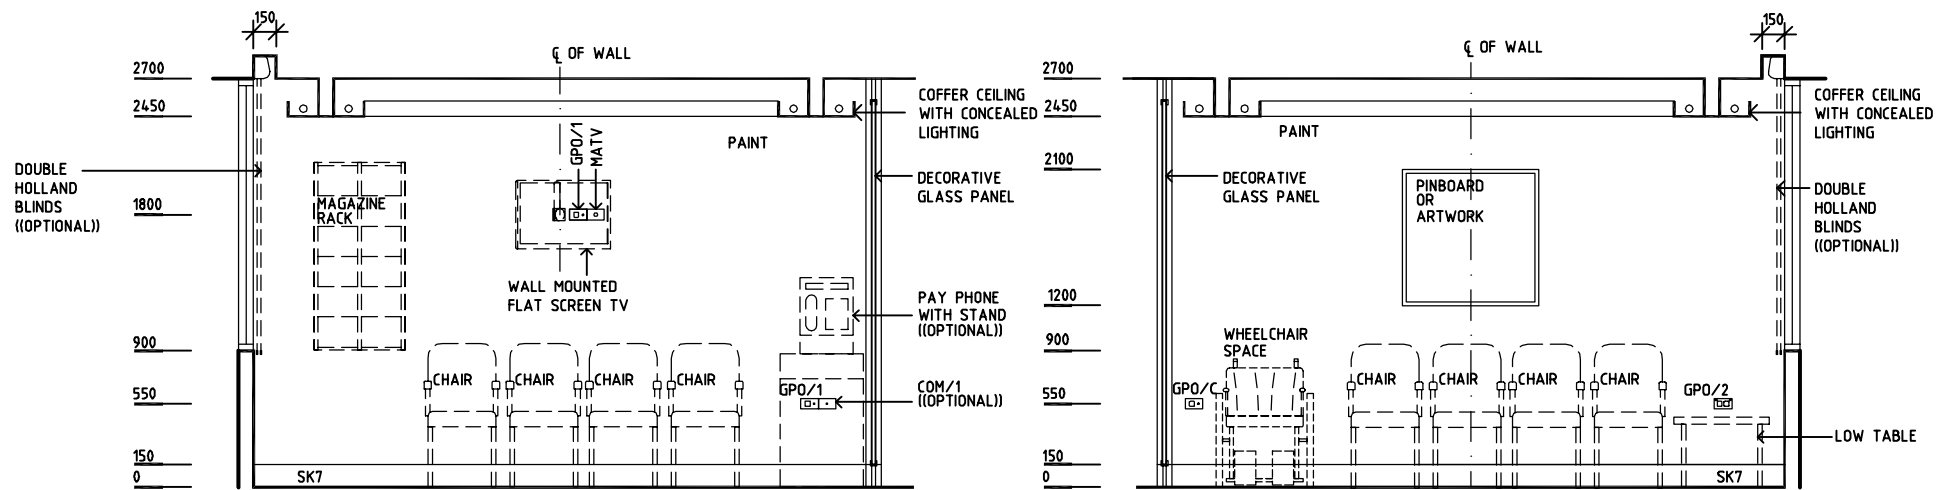 150
℄ OF WALL
2700
2450
COFFER CEILING
WITH CONCEALED
LIGHTING
PAINT
GPO/1
MATV
DOUBLE
HOLLAND
BLINDS
((OPTIONAL))
DECORATIVE
GLASS PANEL
1800
MAGAZINE
RACK
WALL MOUNTED
FLAT SCREEN TV
PAY PHONE
WITH STAND
((OPTIONAL))
900
CHAIR
CHAIR
CHAIR
CHAIR
GPO/1
COM/1
((OPTIONAL))
550
150
0
SK7
150
℄ OF WALL
2700
2450
COFFER CEILING
WITH CONCEALED
LIGHTING
PAINT
2100
DECORATIVE
GLASS PANEL
PINBOARD
OR
ARTWORK
DOUBLE
HOLLAND
BLINDS
((OPTIONAL))
1200
WHEELCHAIR
SPACE
900
CHAIR
CHAIR
CHAIR
CHAIR
GPO/C
GPO/2
550
LOW TABLE
150
0
SK7